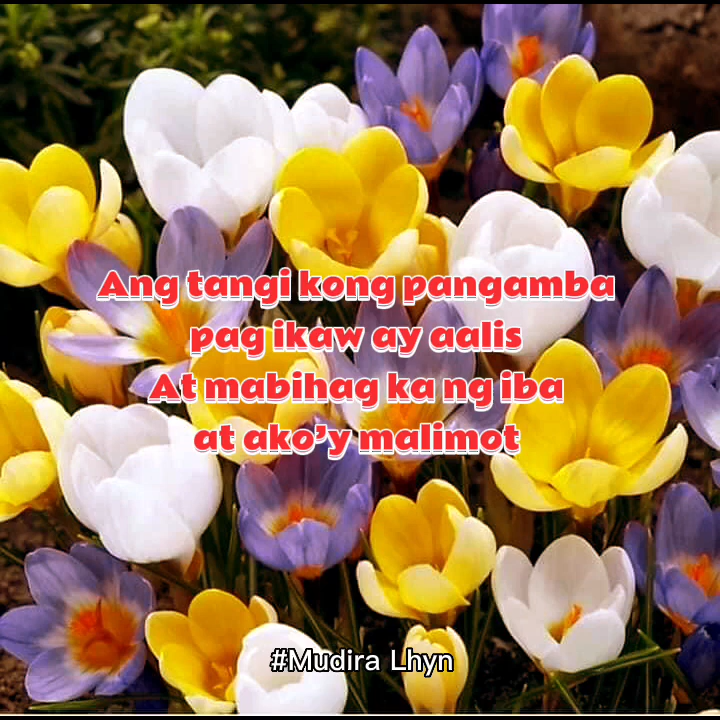 Ang tangi kong pangamba
pag ikaw ay aalis
At mabihag ka ng iba
at ako'y malimot
#Mudira Lhyn